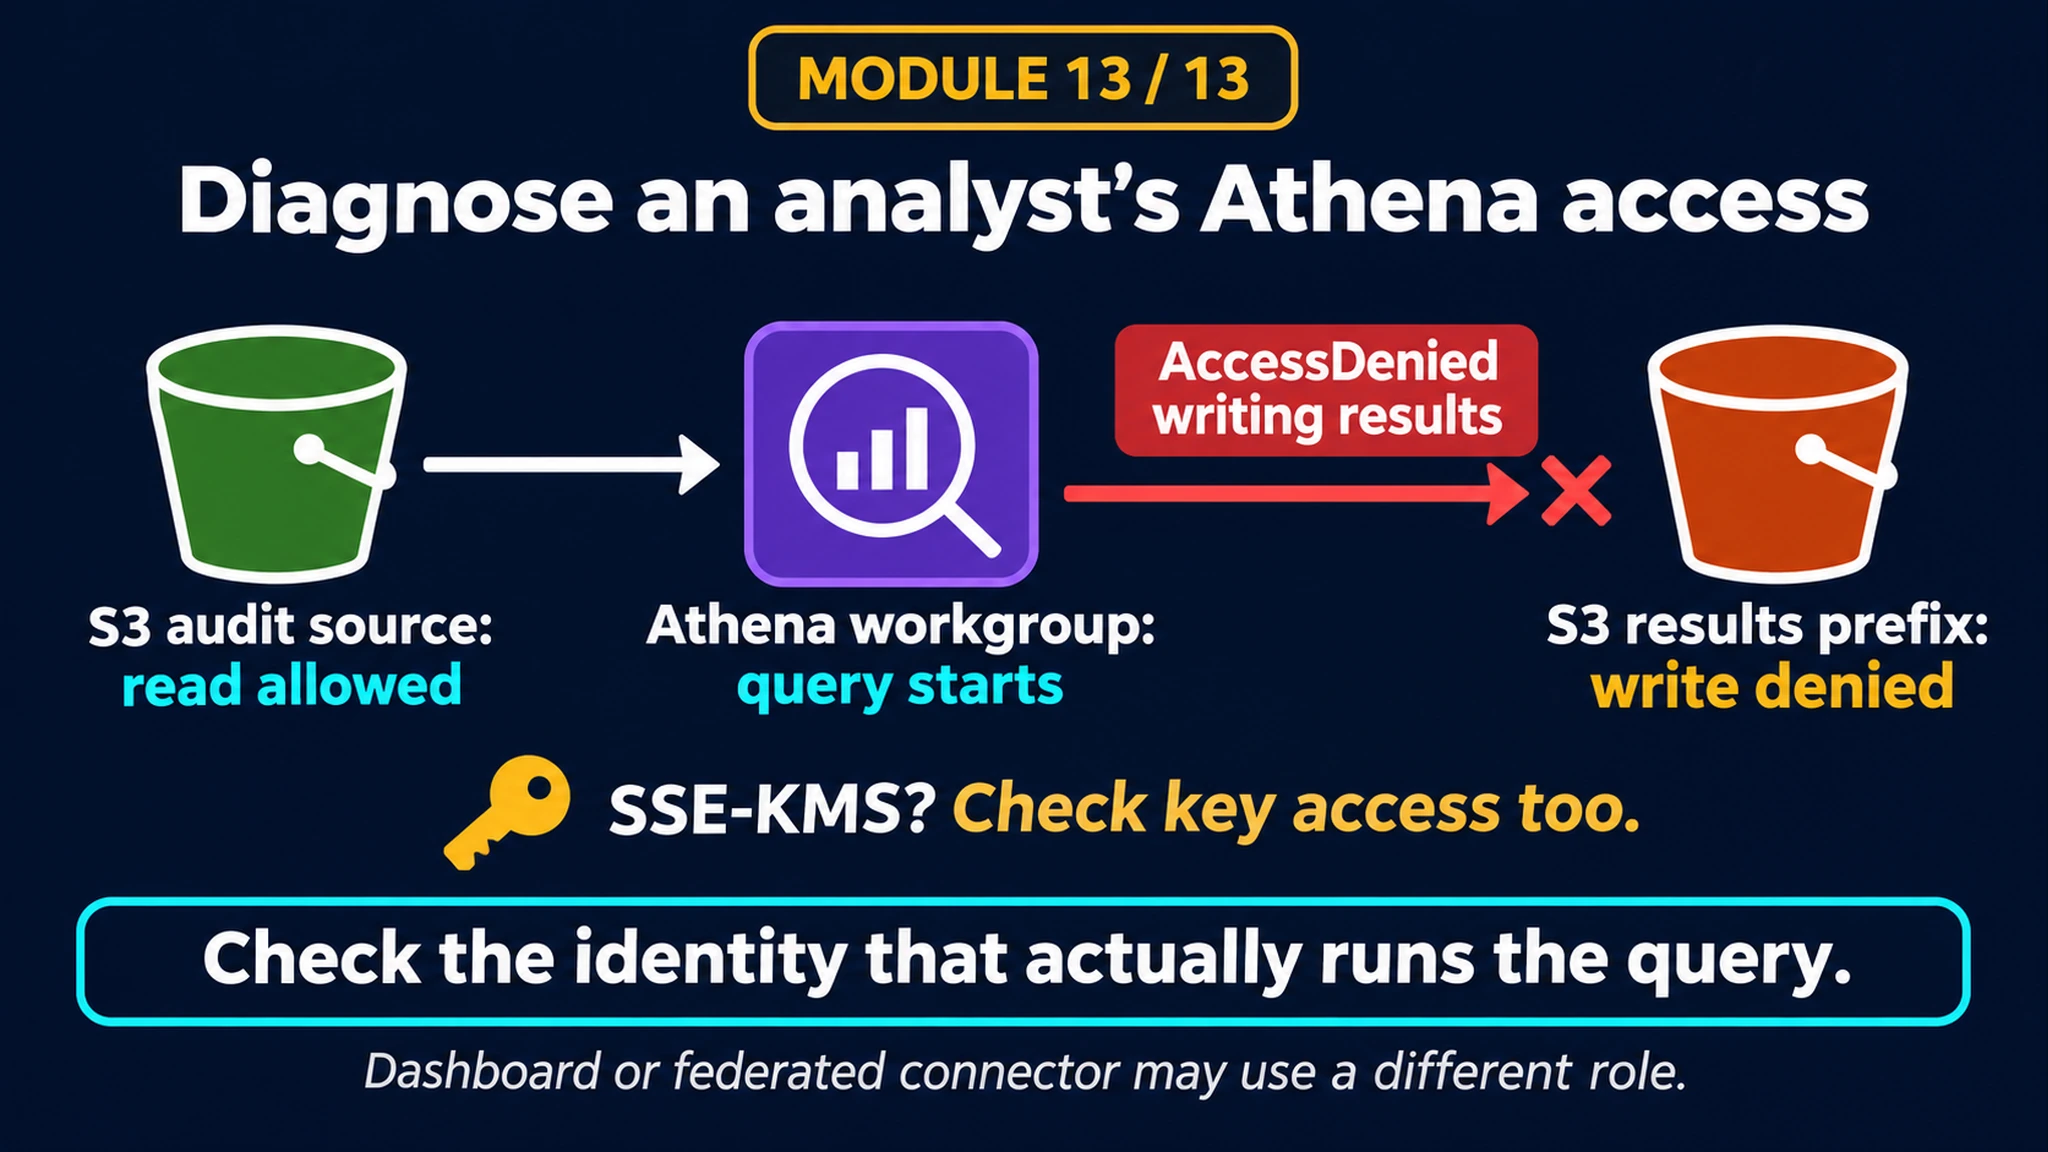 MODULE 13 / 13
Diagnose an analyst’s Athena access
AccessDenied
writing results
S3 audit source:
read allowed
Athena workgroup:
query starts
S3 results prefix:
write denied
SSE-KMS? Check key access too.
Check the identity that actually runs the query.
Dashboard or federated connector may use a different role.